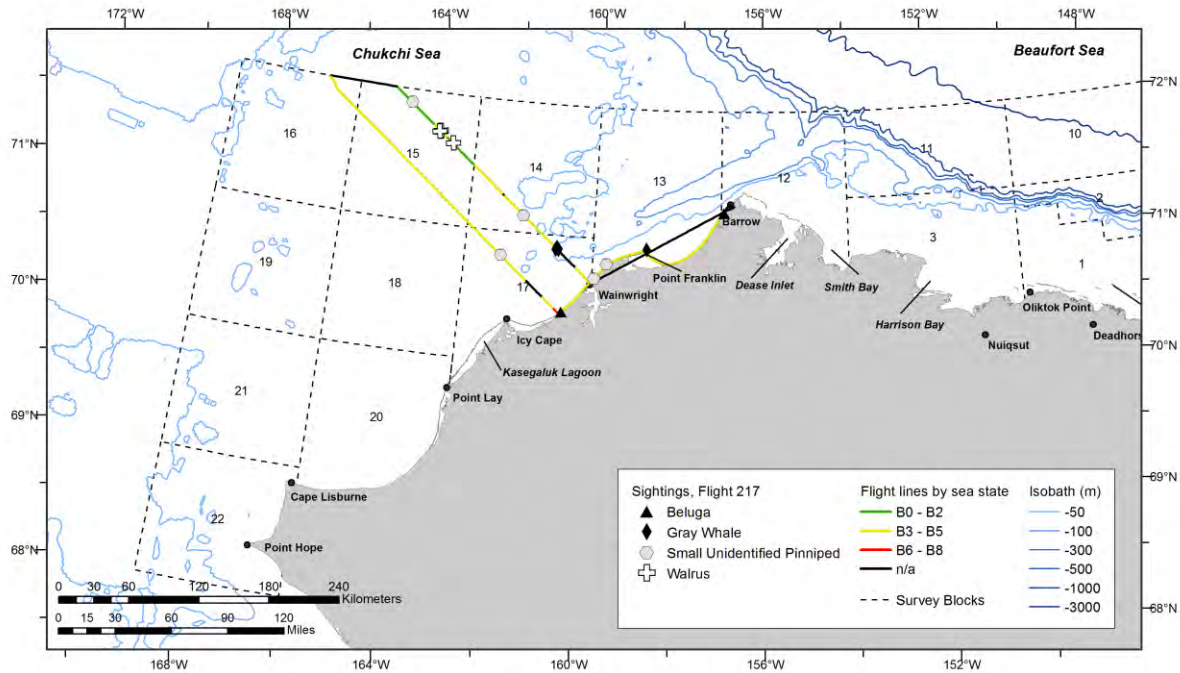 172°W 168°W 164°W 160°W 156°W 152°W 148°W
Chukchi Sea
Beaufort Sea
72°N
71°N
71°N
70°N
70°N
69°N
69°N
68°N
68°N
16
15
14
13
12
11
10
2
3
1
19
18
17
21
20
22
Barrow
Point Franklin
Wainwright
Dease Inlet
Smith Bay
Harrison Bay
Oliktok Point
Nuiqsut
Deadhors
Icy Cape
Kasegaluk Lagoon
Point Lay
Cape Lisburne
Point Hope
0 30 60 120 180 240
Kilometers
0 15 30 60 90 120
Miles
Sightings, Flight 217
Beluga
Gray Whale
Small Unidentified Pinniped
Walrus
Flight lines by sea state
B0 - B2
B3 - B5
B6 - B8
n/a
Survey Blocks
Isobath (m)
-50
-100
-300
-500
-1000
-3000
168°W 164°W 160°W 156°W 152°W